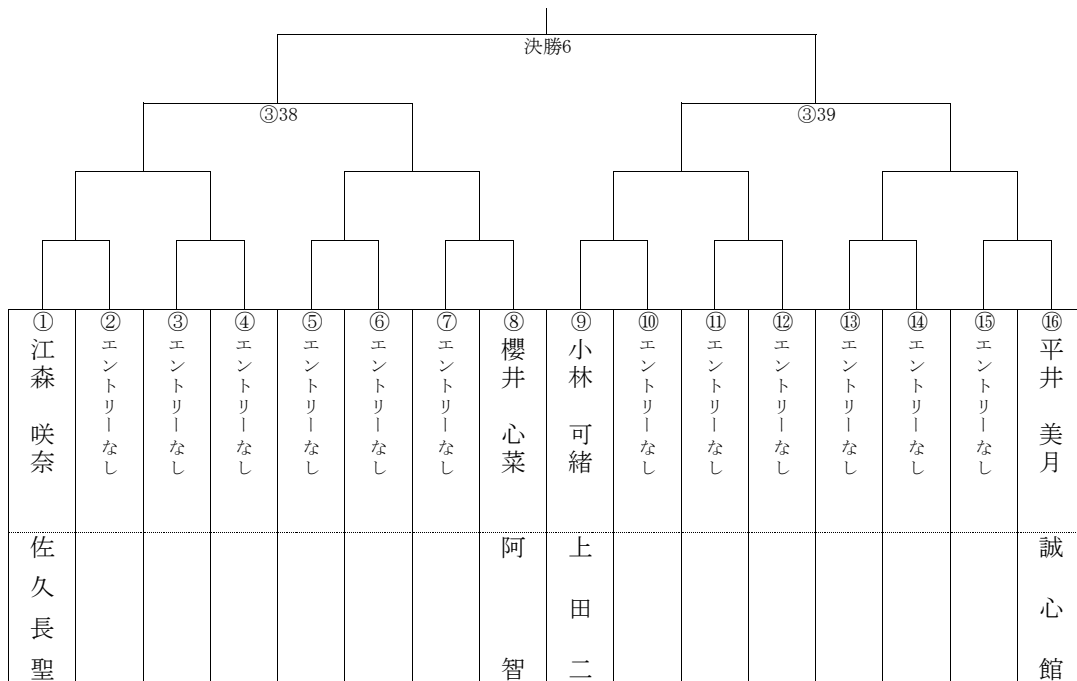 決勝6
③38
③39
①
江森 咲奈
佐久長聖
②
エントリーなし
③
エントリーなし
④
エントリーなし
⑤
エントリーなし
⑥
エントリーなし
⑦
エントリーなし
⑧
櫻井 心菜
阿智
⑨
小林 可緒
上田二
⑩
エントリーなし
⑪
エントリーなし
⑫
エントリーなし
⑬
エントリーなし
⑭
エントリーなし
⑮
エントリーなし
⑯
平井 美月
誠心館